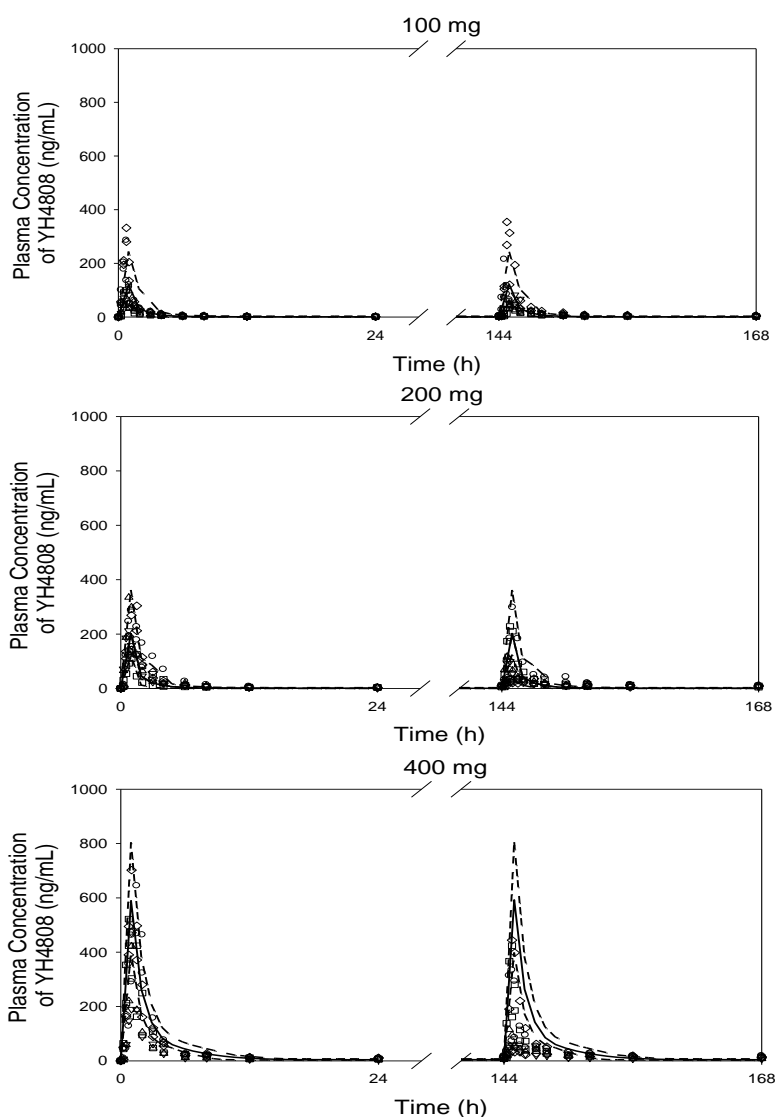 100 mg
1000
800
600
400
200
0
Plasma Concentration
of YH4808 (ng/mL)
0 24 144 168
Time (h)
200 mg
1000
800
600
400
200
0
Plasma Concentration
of YH4808 (ng/mL)
0 24 144 168
Time (h)
400 mg
1000
800
600
400
200
0
Plasma Concentration
of YH4808 (ng/mL)
0 24 144 168
Time (h)